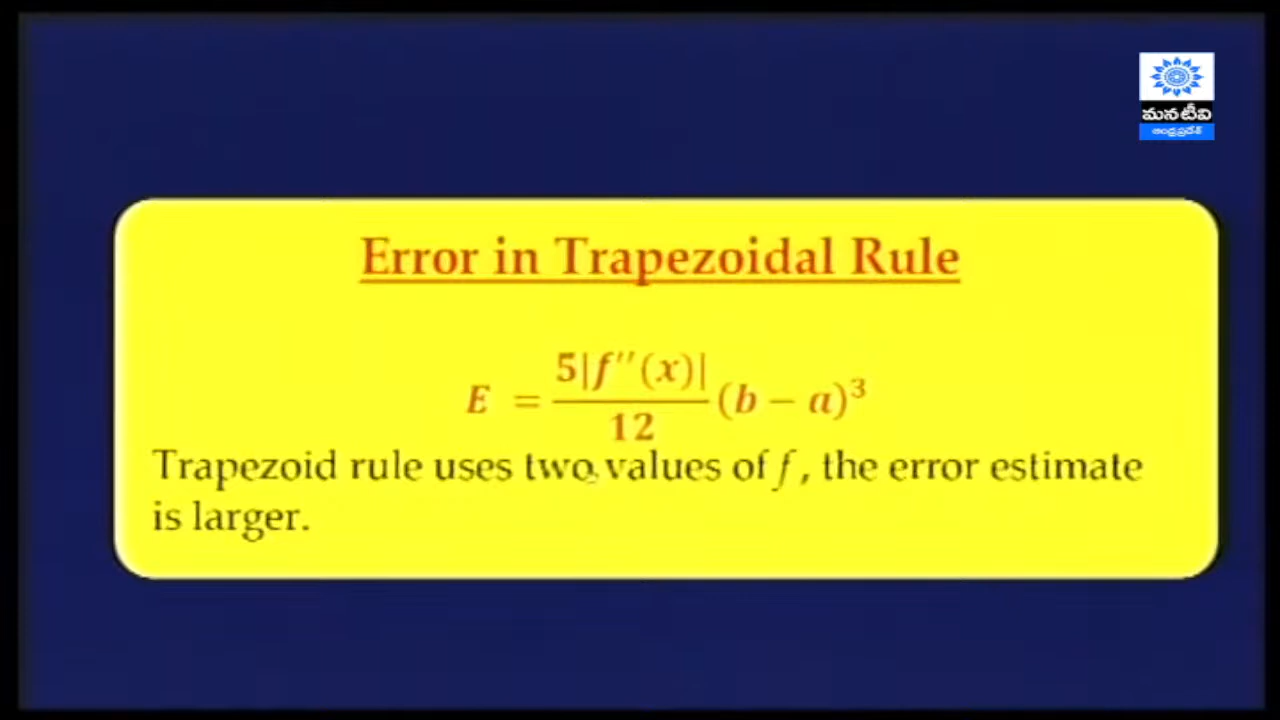 మనటీవి
ఆంధ్రప్రదేశ్
Error in Trapezoidal Rule
E = 5|f''(x)|/12 (b − a)³
Trapezoid rule uses two values of f, the error estimate
is larger.